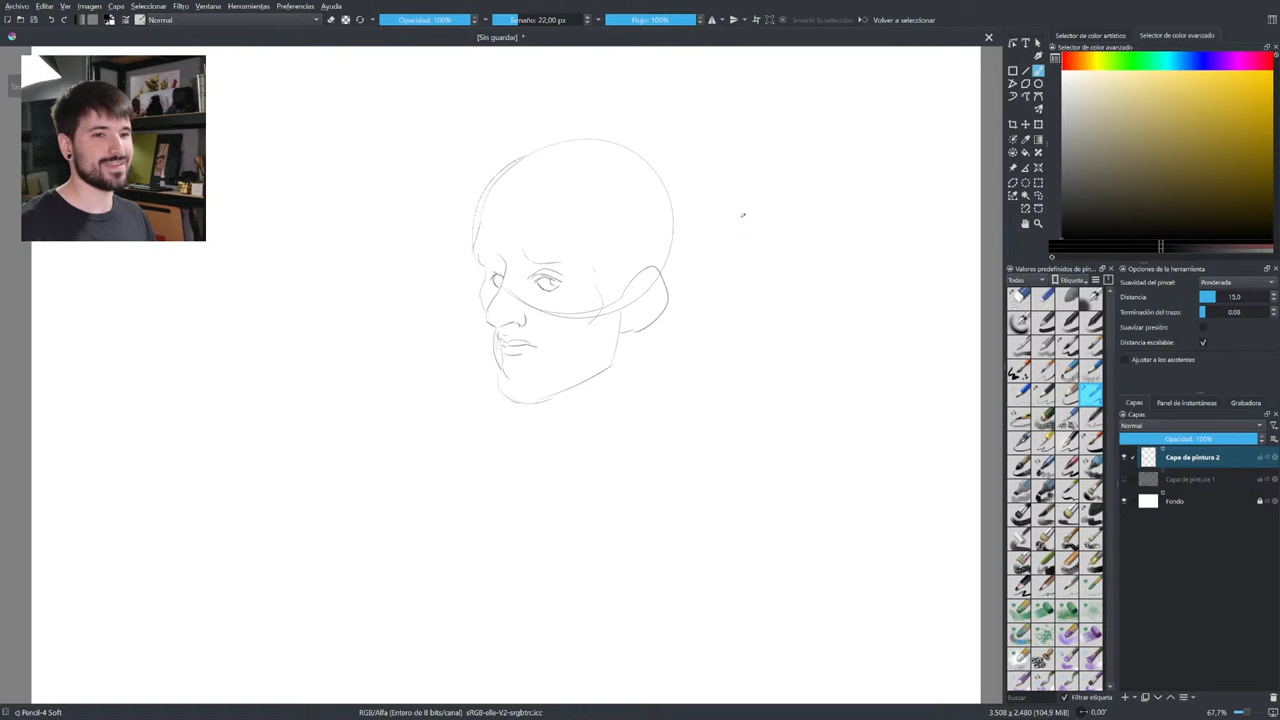 Archivo Editar Ver Imagen Capa Seleccionar Filtro Ventana Herramientas Preferencias Ayuda
Normal Opacidad: 100% Tamaño: 22,00 px Flujo: 100% Invertir la selección Volver a seleccionar
[Sin guardar] *
Selector de color artístico Selector de color avanzado
Selector de color avanzado
Valores predefinidos de pin... Opciones de la herramienta
Todas Etiqueta
Suavidad del pincel: Ponderada
Distancia: 15,0
Terminación del trazo: 0,08
Suavizar presión:
Distancia escalable:
Ajustar a los asistentes
Capas Panel de instantáneas Grabadora
Capas
Normal
Opacidad: 100%
Capa de pintura 2
Capa de pintura 1
Fondo
Buscar Filtrar etiqueta
Pencil-4 Soft RGB/Alfa (Entero de 8 bits/canal) sRGB-elle-V2-srgbtrc.icc 3.508 x 2.480 (104,9 MiB) 0,00° 67,7%